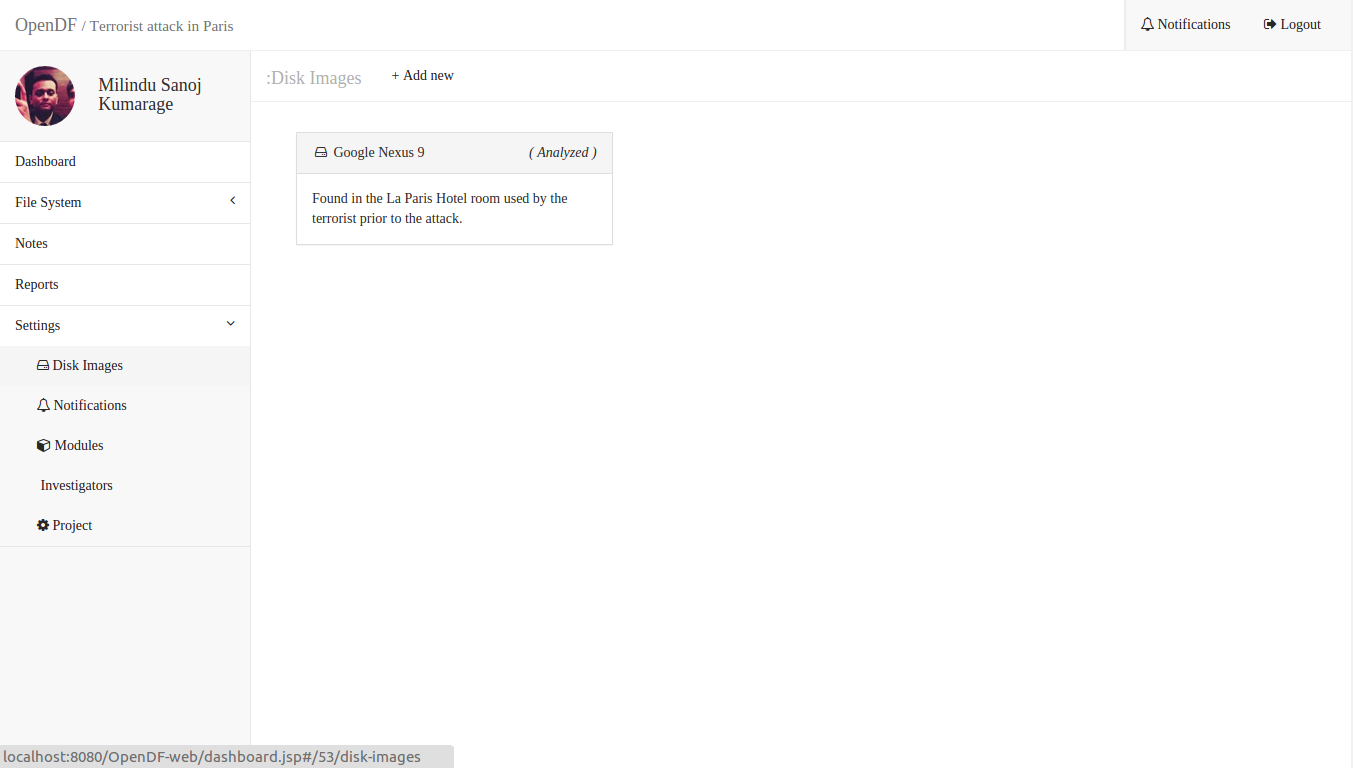 OpenDF / Terrorist attack in Paris
Notifications
Logout
Milindu Sanoj
Kumarage
:Disk Images
+ Add new
Dashboard
File System
Notes
Reports
Settings
Disk Images
Notifications
Modules
Investigators
Project
Google Nexus 9
( Analyzed )
Found in the La Paris Hotel room used by the
terrorist prior to the attack.
localhost:8080/OpenDF-web/dashboard.jsp#/53/disk-images